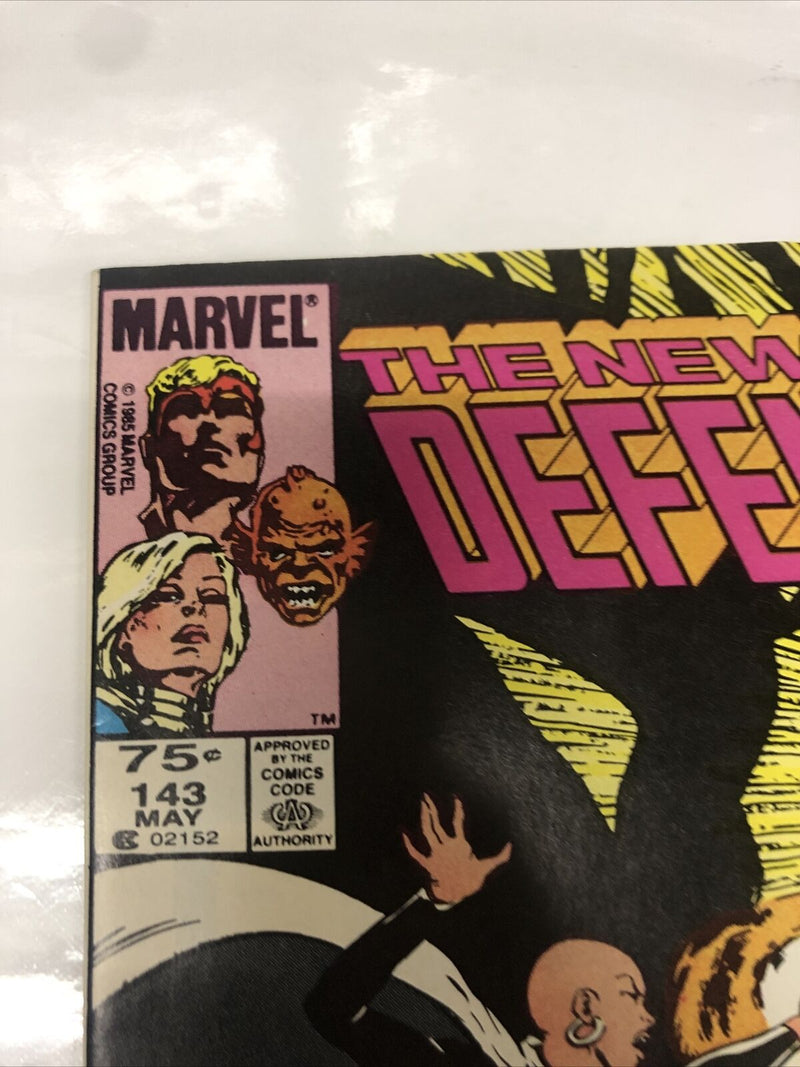 MARVEL®
© 1985 MARVEL
COMICS GROUP
THE NEW
DEFE
TM
75¢
143
MAY
02152
APPROVED
BY THE
COMICS
CODE
AUTHORITY